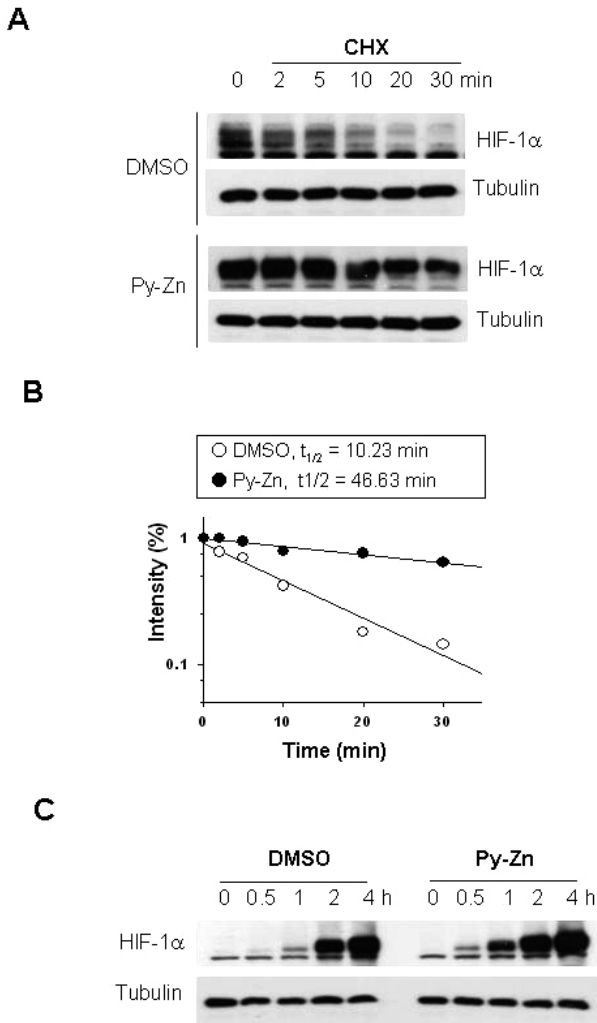 A
CHX
0 2 5 10 20 30 min
DMSO
HIF-1α
Tubulin
Py-Zn
HIF-1α
Tubulin
B
DMSO, t1/2 = 10.23 min
Py-Zn, t1/2 = 46.63 min
Intensity (%)
1
0.1
0 10 20 30
Time (min)
C
DMSO Py-Zn
0 0.5 1 2 4 h 0 0.5 1 2 4 h
HIF-1α
Tubulin